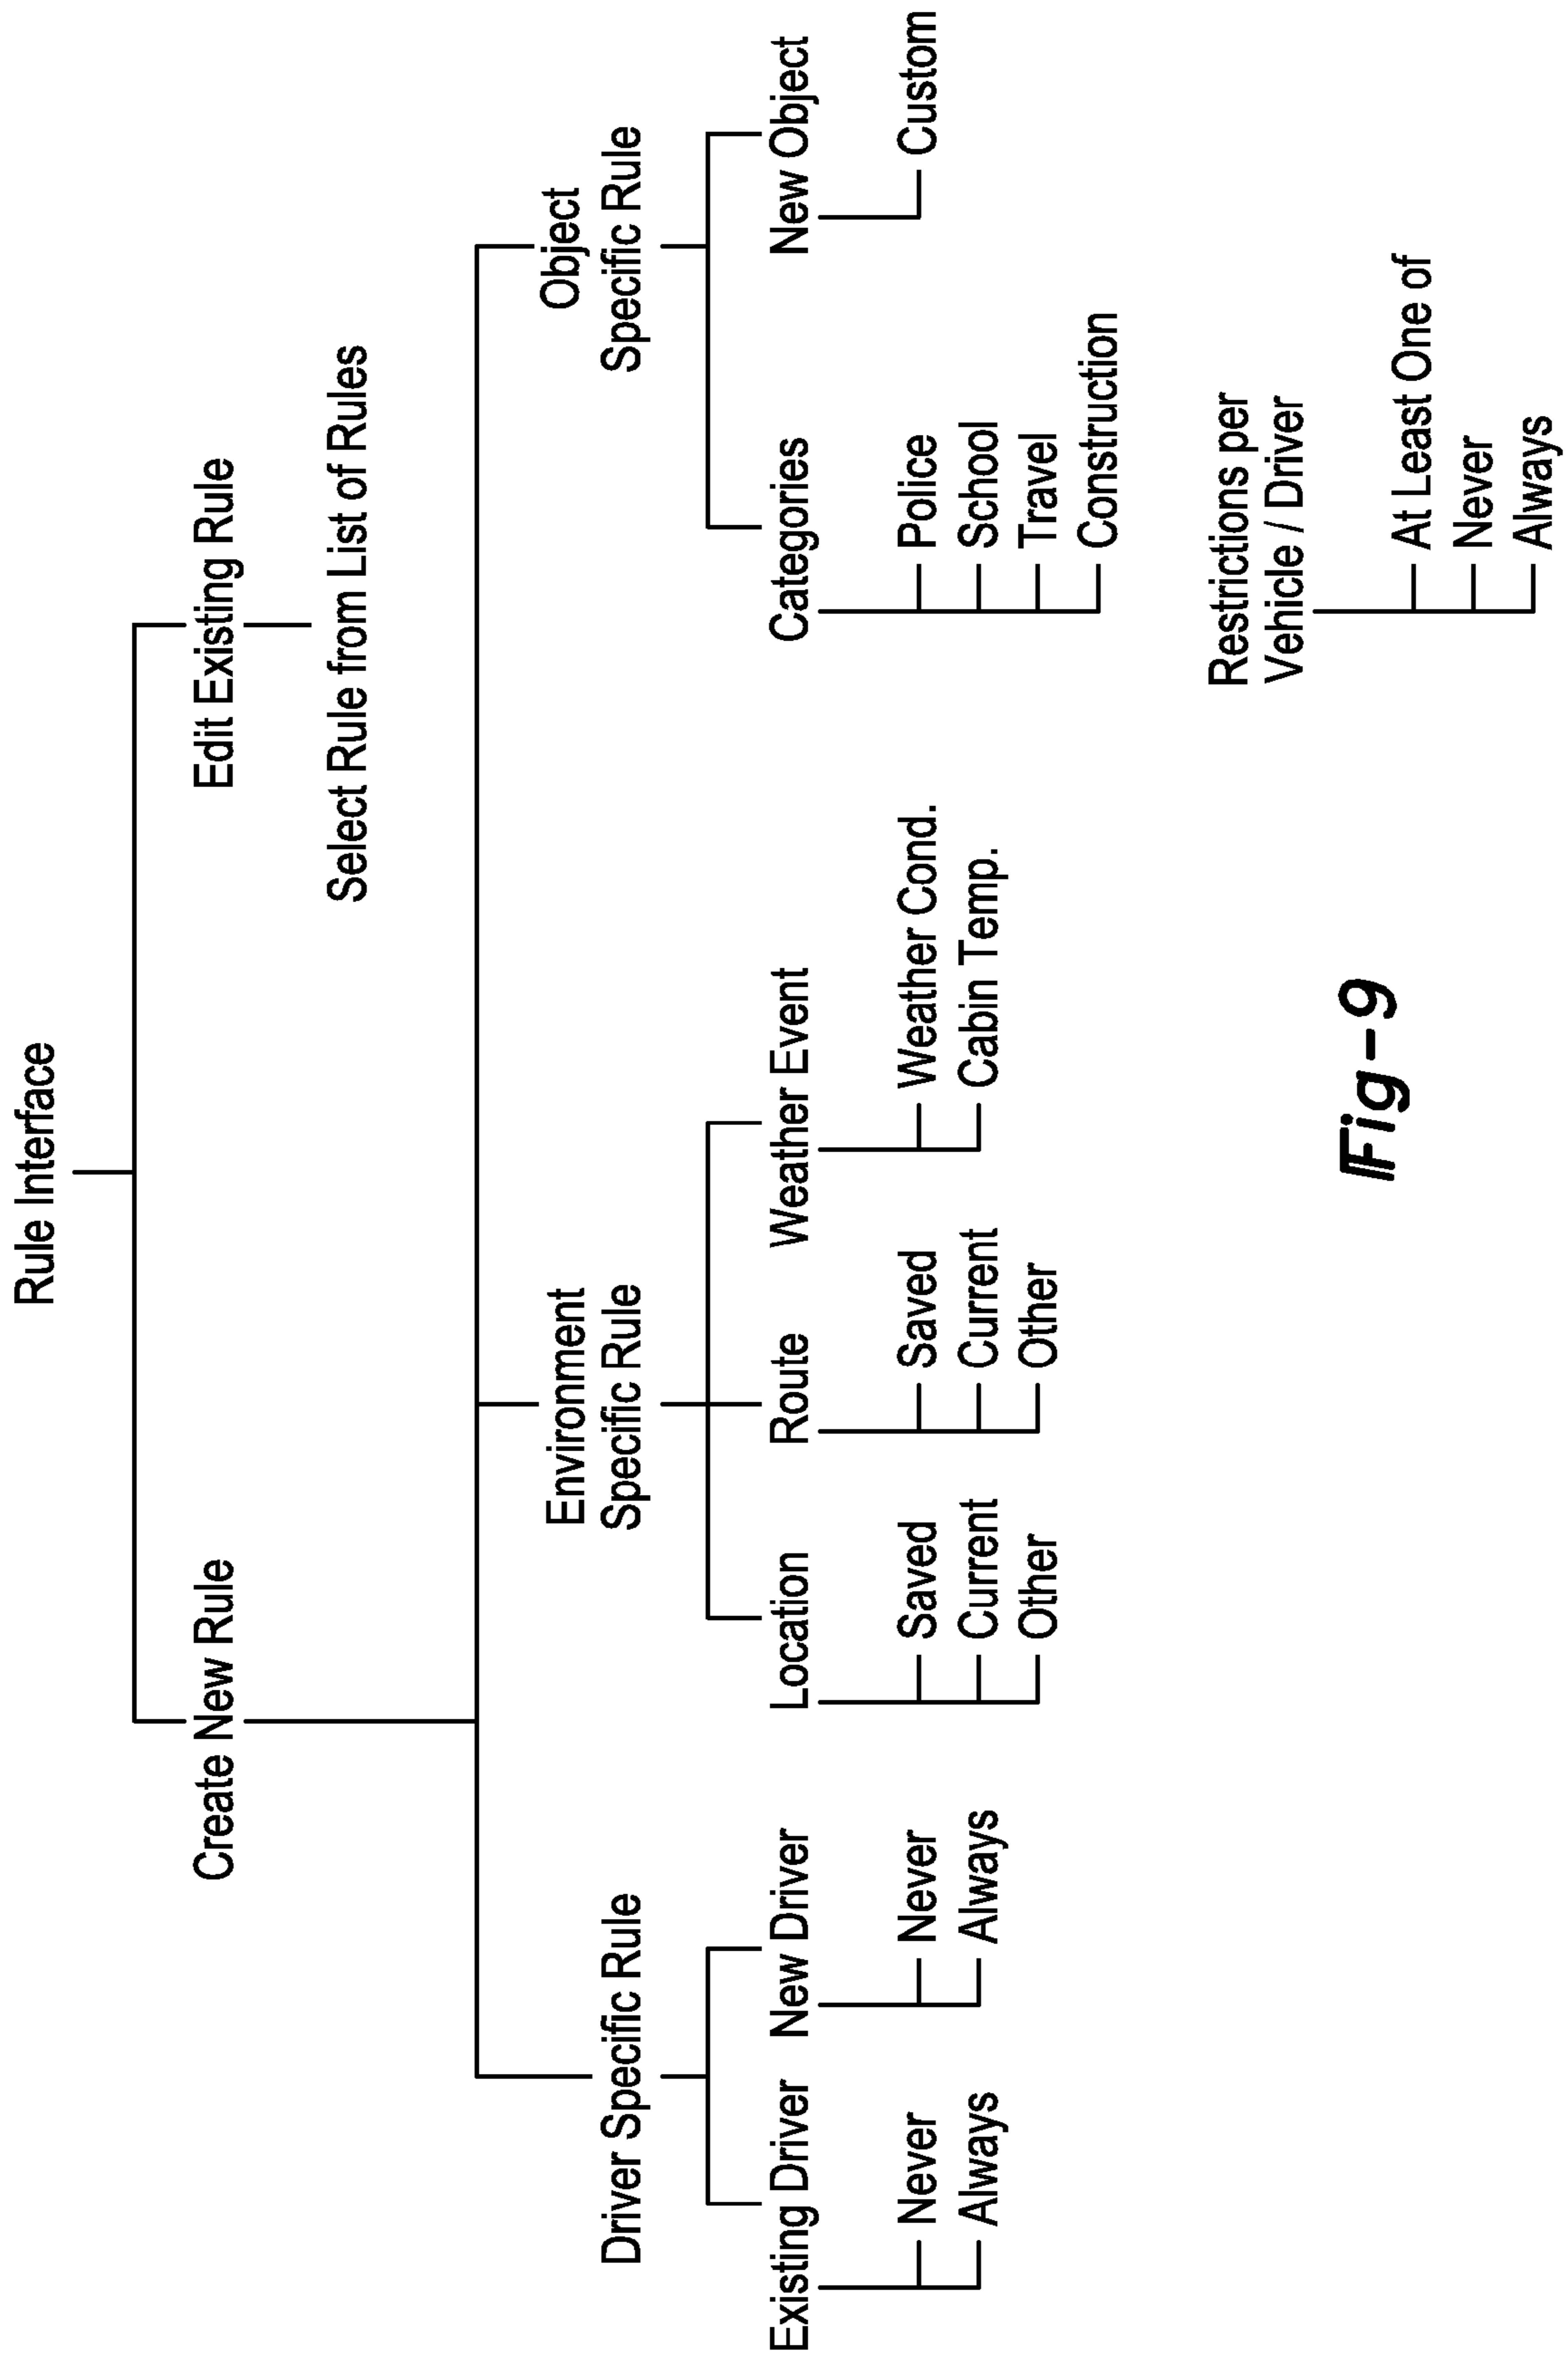 Rule Interface
Create New Rule
Edit Existing Rule
Select Rule from List of Rules
Driver Specific Rule
Environment
Specific Rule
Object
Specific Rule
Existing Driver
Never
Always
New Driver
Never
Always
Location
Saved
Current
Other
Route
Saved
Current
Other
Weather Event
Weather Cond.
Cabin Temp.
Categories
Police
School
Travel
Construction
New Object
Custom
Restrictions per
Vehicle / Driver
At Least One of
Never
Always
Fig-9